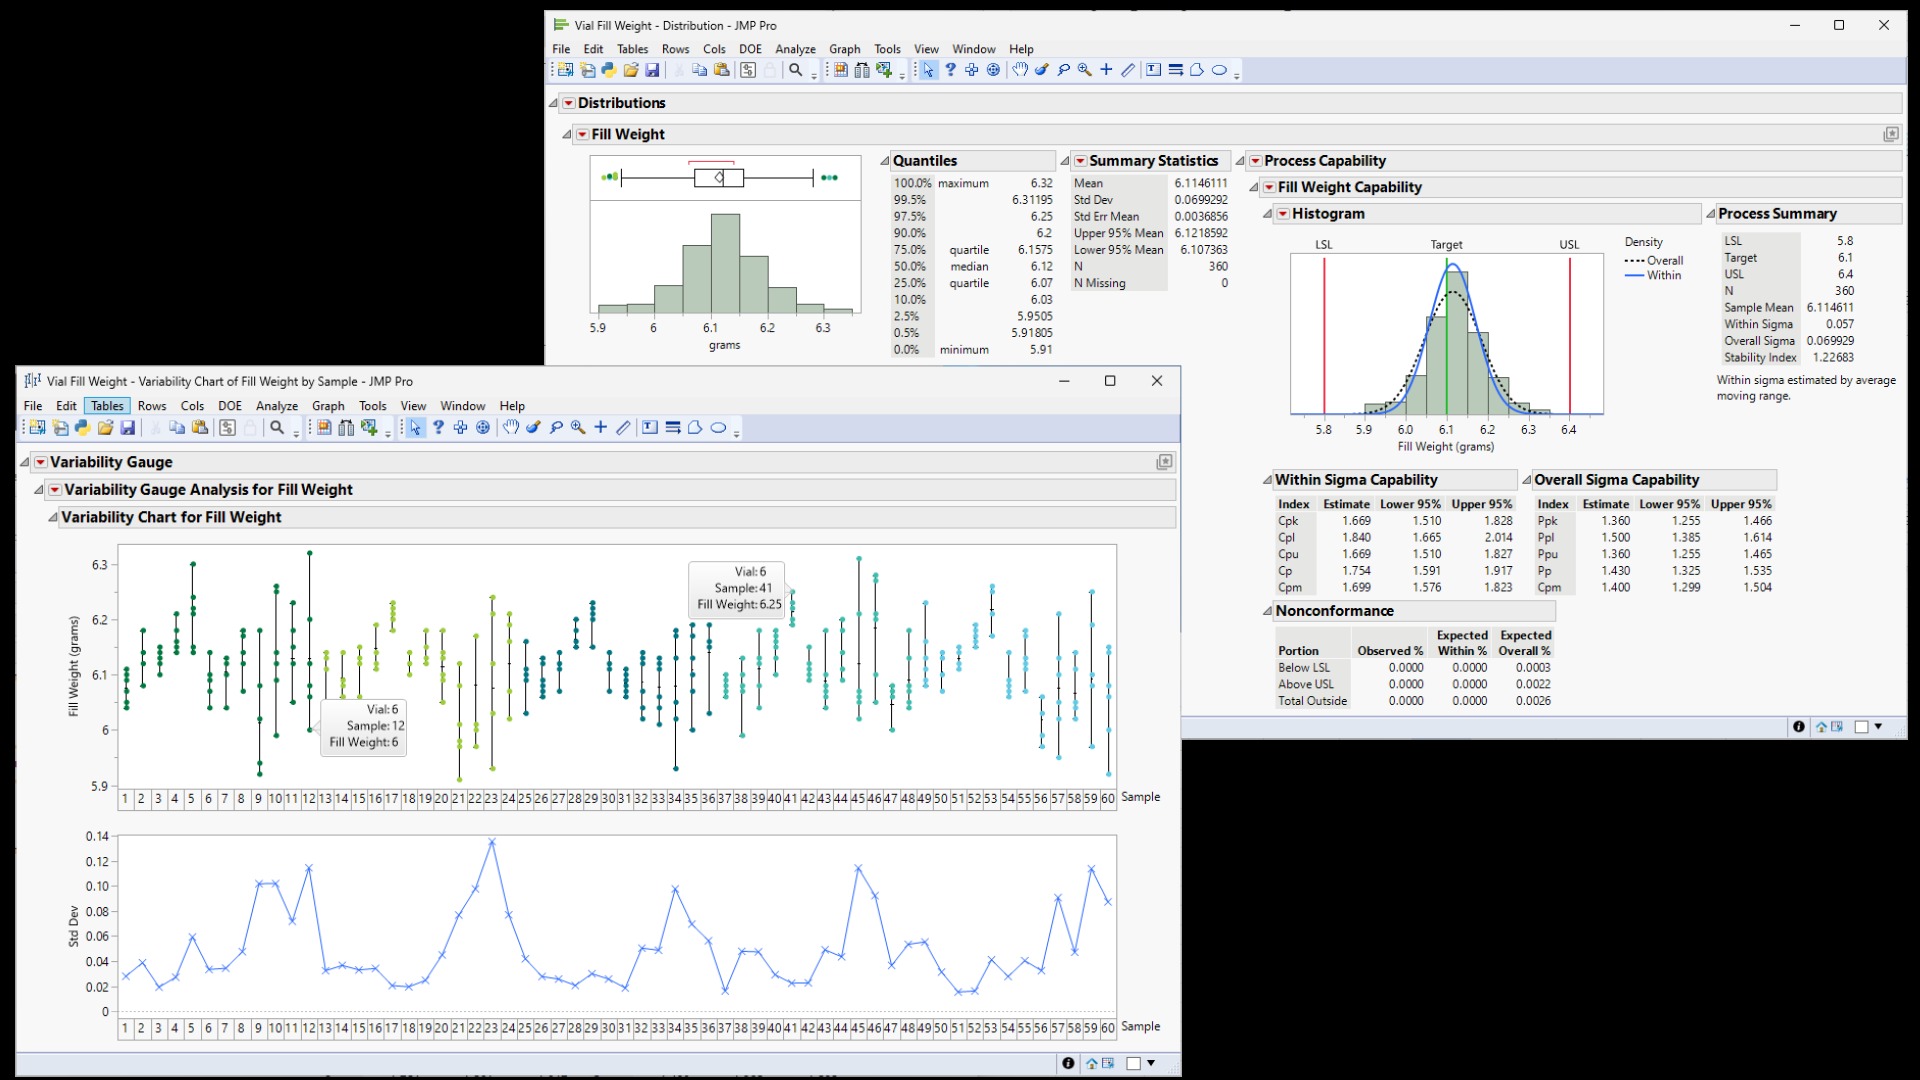 Vial Fill Weight - Distribution - JMP Pro
File Edit Tables Rows Cols DOE Analyze Graph Tools View Window Help
Distributions
Fill Weight
5.9 6 6.1 6.2 6.3
grams
Quantiles
100.0% maximum 6.32
99.5% 6.31195
97.5% 6.25
90.0% 6.2
75.0% quartile 6.1575
50.0% median 6.12
25.0% quartile 6.07
10.0% 6.03
2.5% 5.9505
0.5% 5.91805
0.0% minimum 5.91
Summary Statistics
Mean 6.1146111
Std Dev 0.0699292
Std Err Mean 0.0036856
Upper 95% Mean 6.1218592
Lower 95% Mean 6.107363
N 360
N Missing 0
Process Capability
Fill Weight Capability
Histogram
LSL Target USL
5.8 5.9 6.0 6.1 6.2 6.3 6.4
Fill Weight (grams)
Density
Overall
Within
Process Summary
LSL 5.8
Target 6.1
USL 6.4
N 360
Sample Mean 6.114611
Within Sigma 0.057
Overall Sigma 0.069929
Stability Index 1.22683
Within sigma estimated by average
moving range.
Within Sigma Capability
Index Estimate Lower 95% Upper 95%
Cpk 1.669 1.510 1.828
Cpl 1.840 1.665 2.014
Cpu 1.669 1.510 1.827
Cp 1.754 1.591 1.917
Cpm 1.699 1.576 1.823
Overall Sigma Capability
Index Estimate Lower 95% Upper 95%
Ppk 1.360 1.255 1.466
Ppl 1.500 1.385 1.614
Ppu 1.360 1.255 1.465
Pp 1.430 1.325 1.535
Cpm 1.400 1.299 1.504
Nonconformance
Expected Expected
Portion Observed % Within % Overall %
Below LSL 0.0000 0.0000 0.0003
Above USL 0.0000 0.0000 0.0022
Total Outside 0.0000 0.0000 0.0026
Vial Fill Weight - Variability Chart of Fill Weight by Sample - JMP Pro
File Edit Tables Rows Cols DOE Analyze Graph Tools View Window Help
Variability Gauge
Variability Gauge Analysis for Fill Weight
Variability Chart for Fill Weight
Fill Weight (grams)
6.3
6.2
6.1
6
5.9
Vial: 6
Sample: 12
Fill Weight: 6
Vial: 6
Sample: 41
Fill Weight: 6.25
1 2 3 4 5 6 7 8 9 10 11 12 13 14 15 16 17 18 19 20 21 22 23 24 25 26 27 28 29 30 31 32 33 34 35 36 37 38 39 40 41 42 43 44 45 46 47 48 49 50 51 52 53 54 55 56 57 58 59 60 Sample
Std Dev
0.14
0.12
0.10
0.08
0.06
0.04
0.02
0
1 2 3 4 5 6 7 8 9 10 11 12 13 14 15 16 17 18 19 20 21 22 23 24 25 26 27 28 29 30 31 32 33 34 35 36 37 38 39 40 41 42 43 44 45 46 47 48 49 50 51 52 53 54 55 56 57 58 59 60 Sample